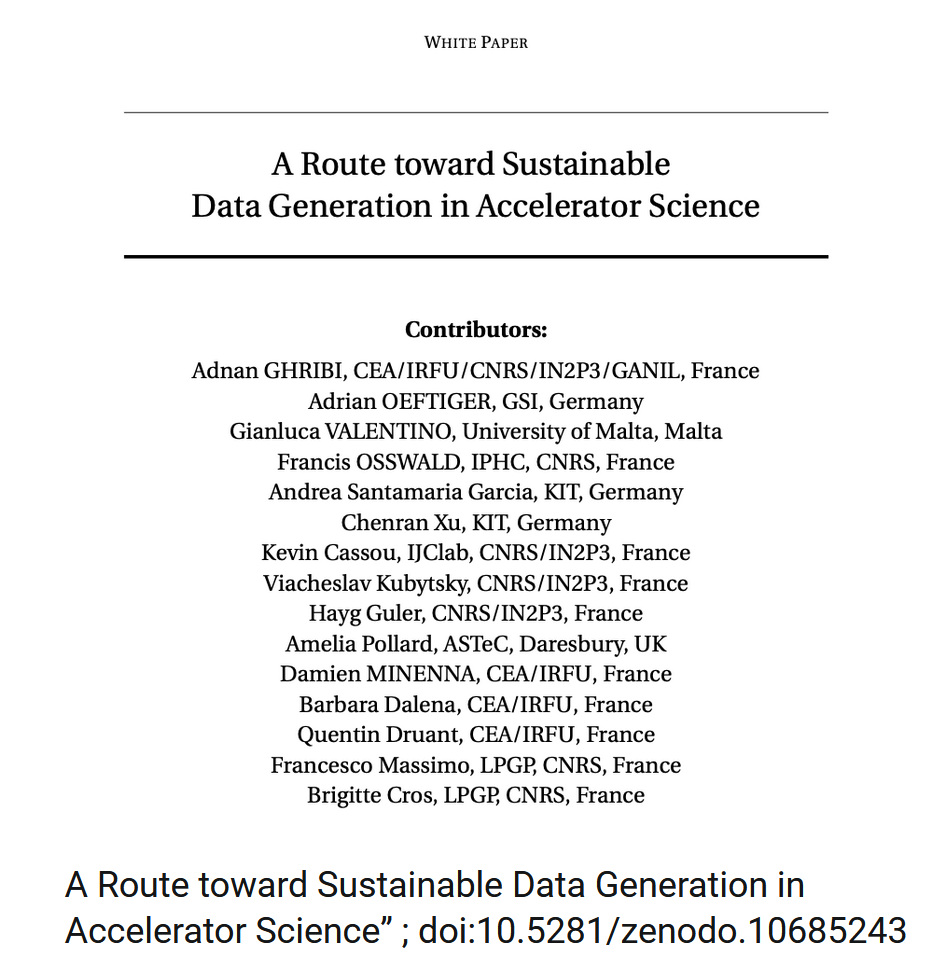 WHITE PAPER
A Route toward Sustainable
Data Generation in Accelerator Science
Contributors:
Adnan GHRIBI, CEA/IRFU/CNRS/IN2P3/GANIL, France
Adrian OEFTIGER, GSI, Germany
Gianluca VALENTINO, University of Malta, Malta
Francis OSSWALD, IPHC, CNRS, France
Andrea Santamaria Garcia, KIT, Germany
Chenran Xu, KIT, Germany
Kevin Cassou, IJClab, CNRS/IN2P3, France
Viacheslav Kubytsky, CNRS/IN2P3, France
Hayg Guler, CNRS/IN2P3, France
Amelia Pollard, ASTeC, Daresbury, UK
Damien MINENNA, CEA/IRFU, France
Barbara Dalena, CEA/IRFU, France
Quentin Druant, CEA/IRFU, France
Francesco Massimo, LPGP, CNRS, France
Brigitte Cros, LPGP, CNRS, France
A Route toward Sustainable Data Generation in
Accelerator Science” ; doi:10.5281/zenodo.10685243